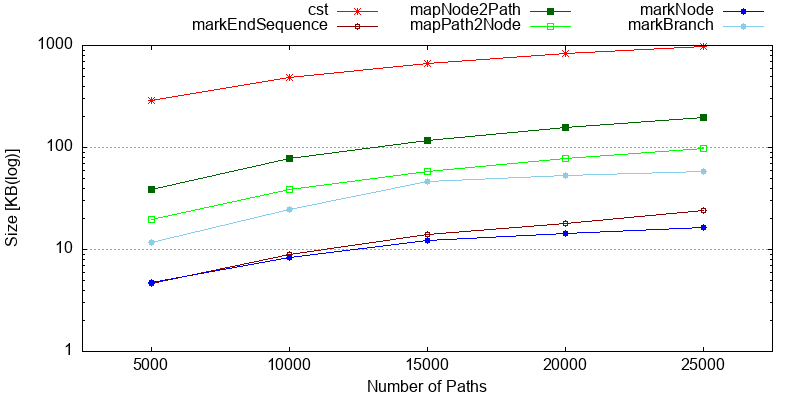 cst mapNode2Path markNode
markEndSequence mapPath2Node markBranch
1000
100
10
1
Size [KB(log)]
5000 10000 15000 20000 25000
Number of Paths